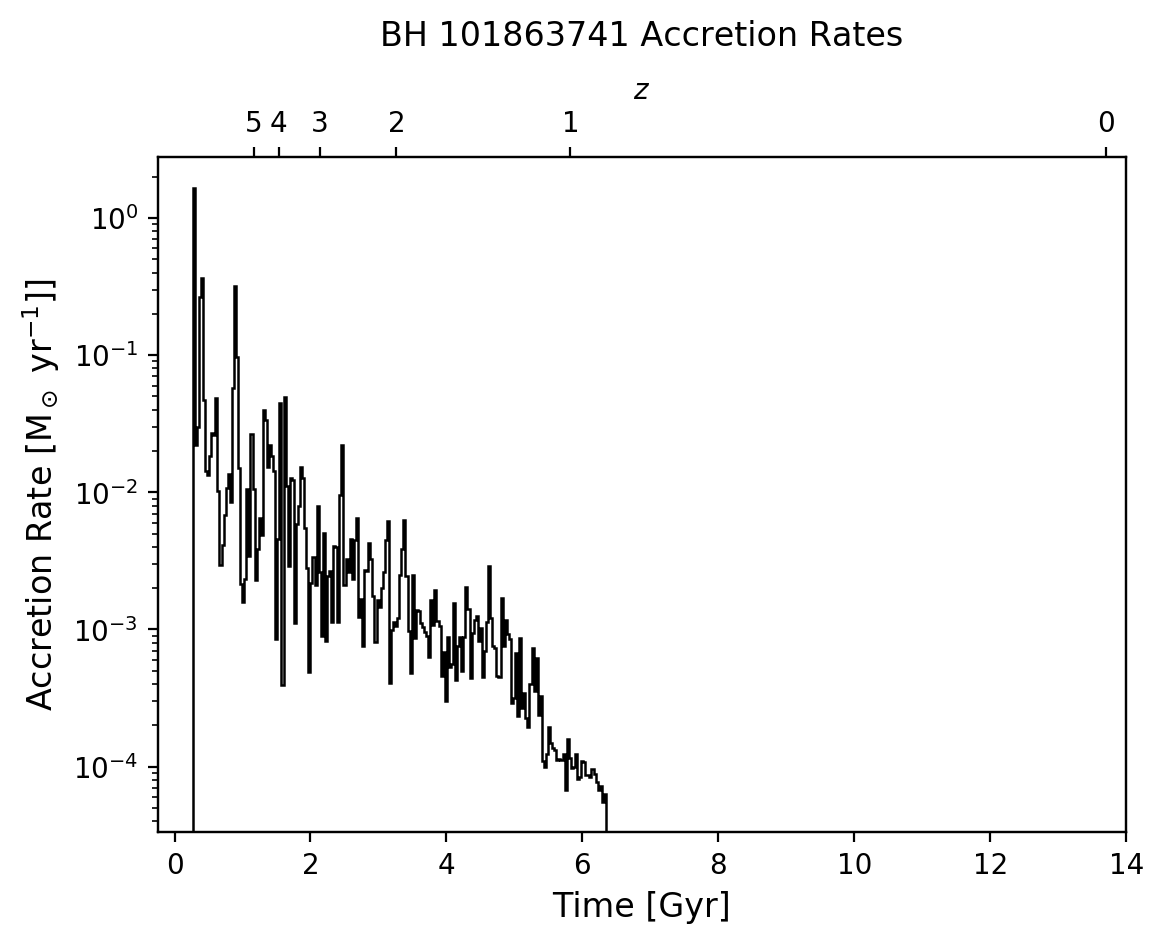 BH 101863741 Accretion Rates
z
5 4 3 2 1 0
10⁰
10⁻¹
10⁻²
10⁻³
10⁻⁴
Accretion Rate [M⊙ yr⁻¹]]
0 2 4 6 8 10 12 14
Time [Gyr]